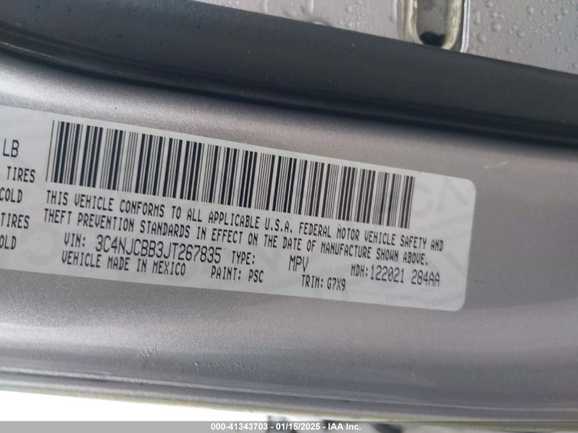 LB
TIRES
COLD
TIRES
OLD
THIS VEHICLE CONFORMS TO ALL APPLICABLE U.S.A. FEDERAL MOTOR VEHICLE SAFETY AND
THEFT PREVENTION STANDARDS IN EFFECT ON THE DATE OF MANUFACTURE SHOWN ABOVE.
VIN: 3C4NJCBB3JT267835 TYPE: MPV MDH: 122021 284AA
VEHICLE MADE IN MEXICO PAINT: PSC TRIM: G7X9
00-41343703 - 01/15/2025 - IAA Inc.